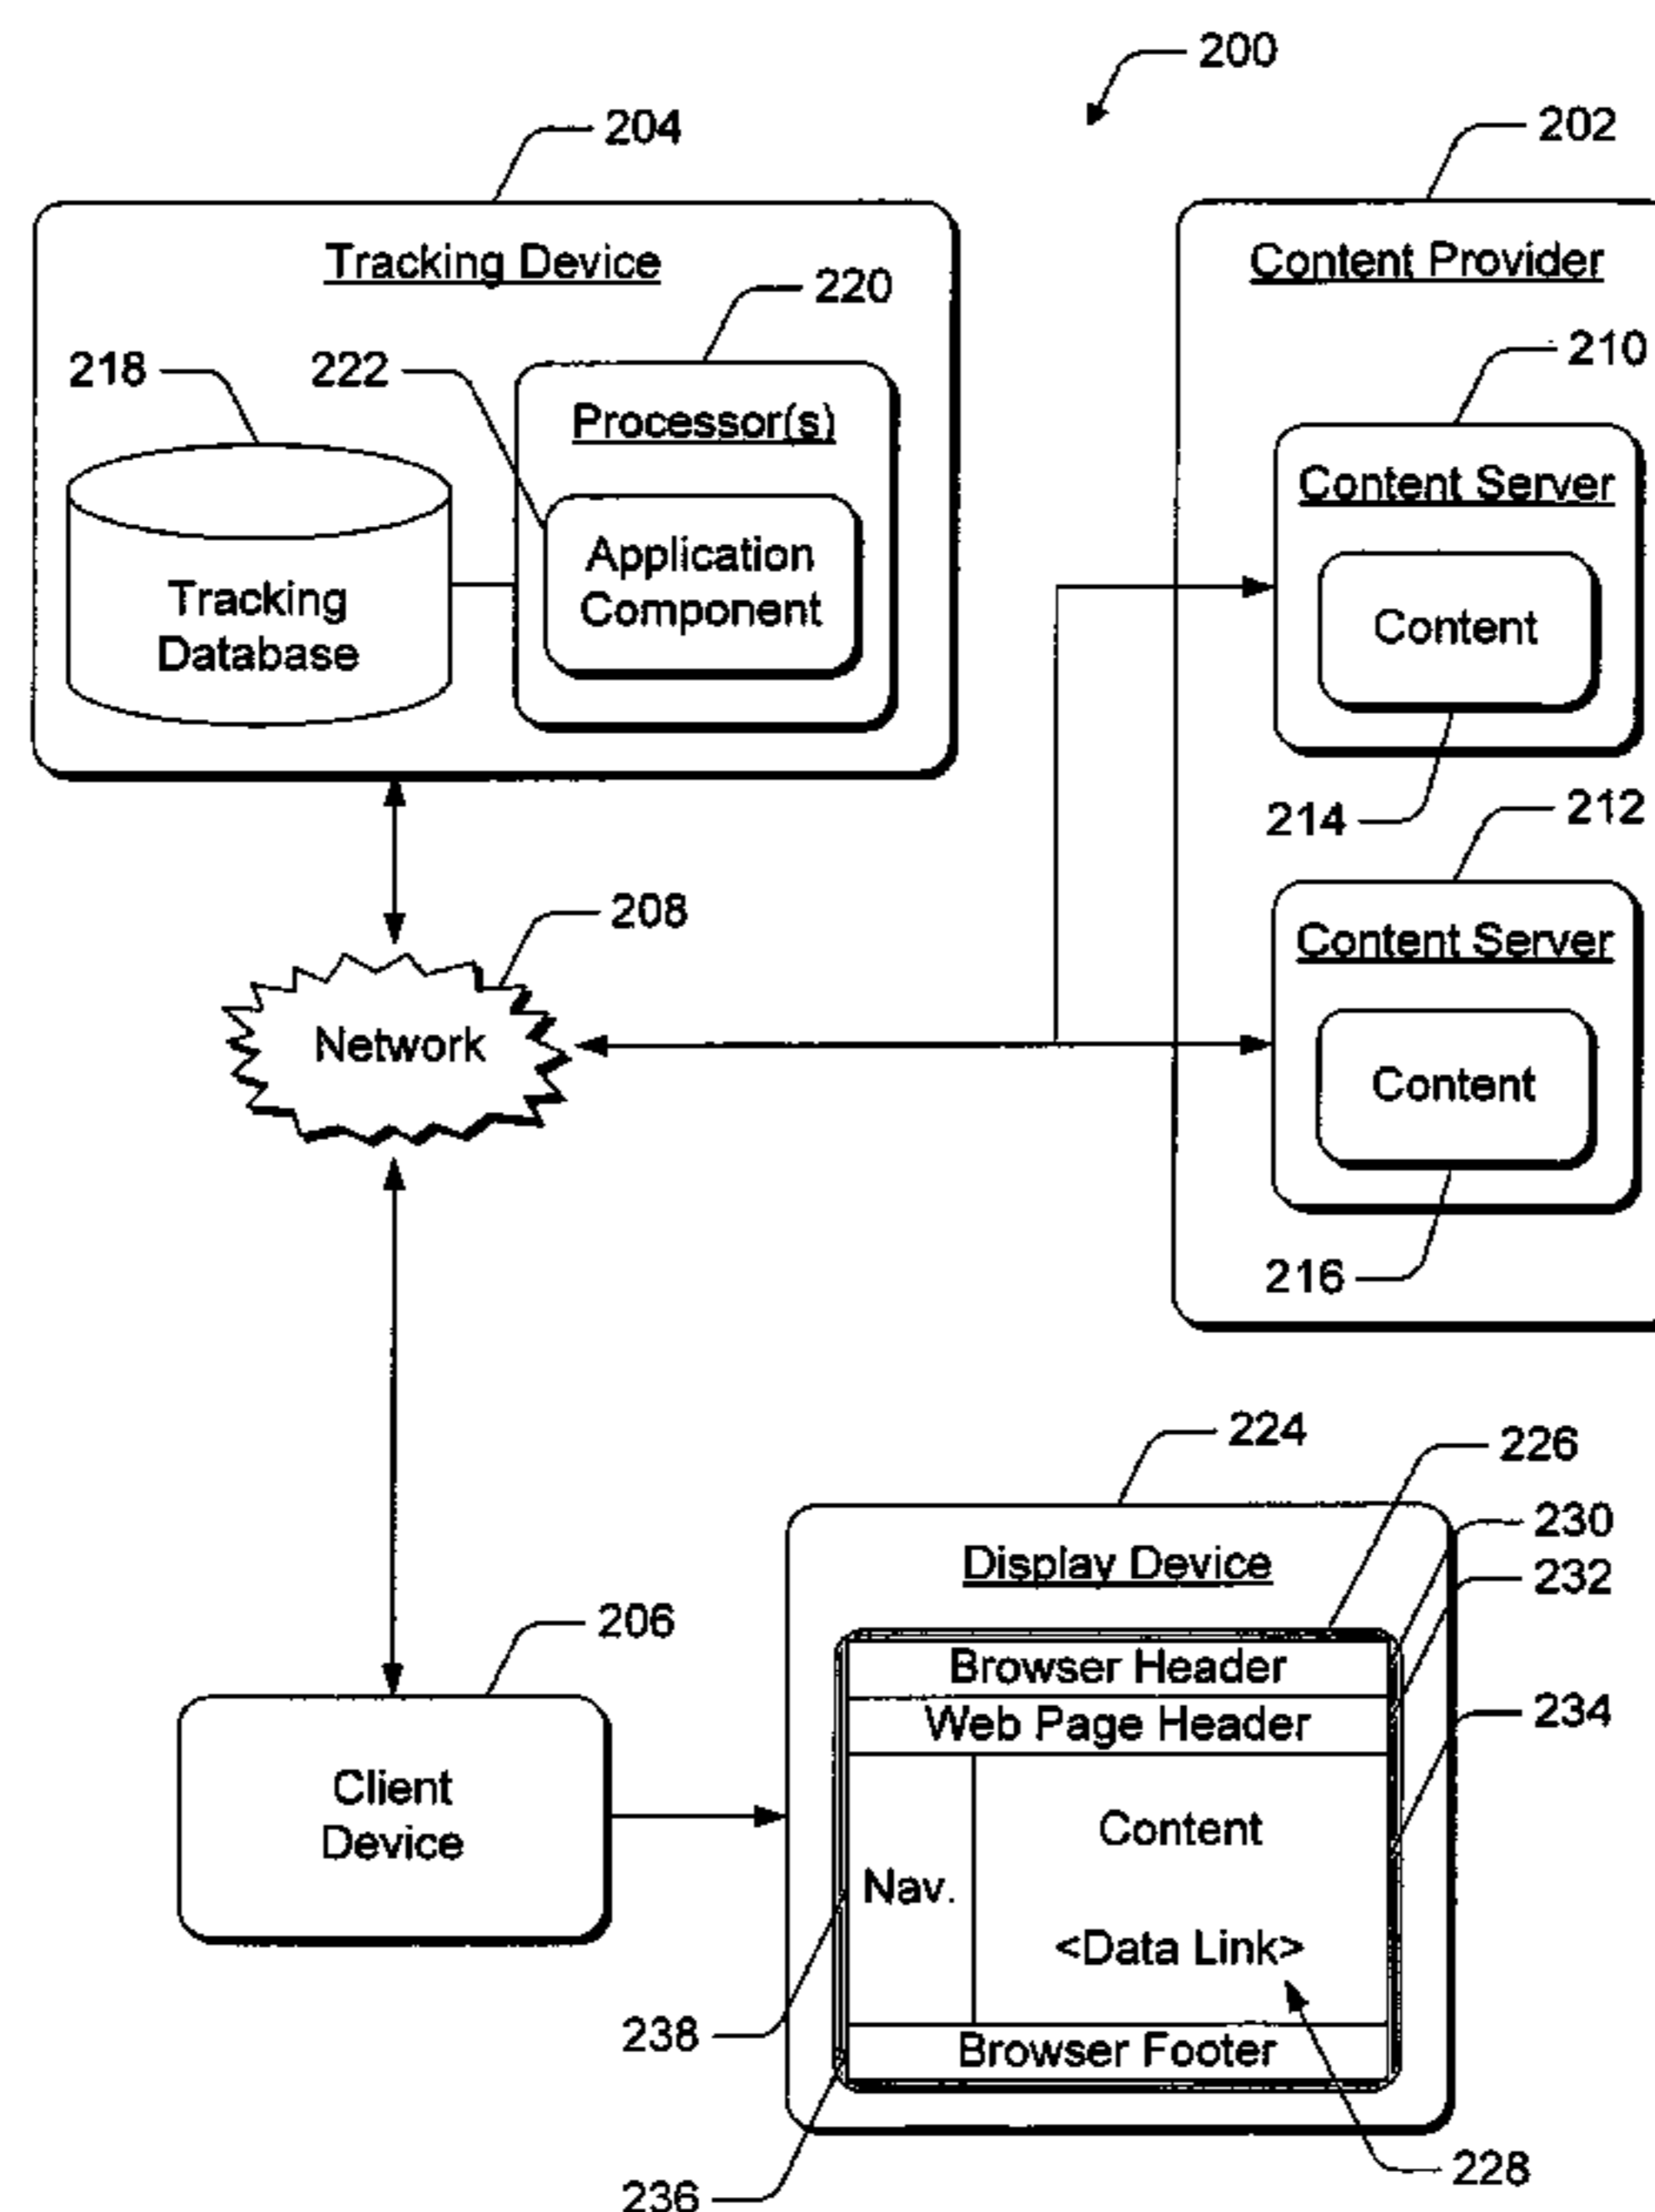 200
204
202
Tracking Device
Content Provider
220
218
222
210
Processor(s)
Content Server
Application
Component
Tracking
Database
Content
214
212
208
Content Server
Network
Content
216
224
226
230
Display Device
232
206
Browser Header
234
Web Page Header
Client
Device
Content
Nav.
<Data Link>
238
Browser Footer
228
236